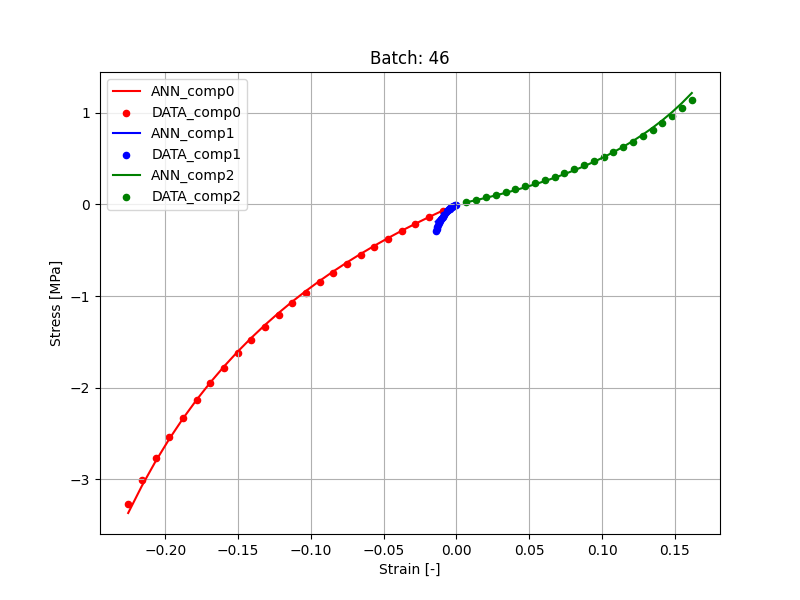 Batch: 46
ANN_comp0
DATA_comp0
ANN_comp1
DATA_comp1
ANN_comp2
DATA_comp2
Stress [MPa]
1
0
−1
−2
−3
−0.20 −0.15 −0.10 −0.05 0.00 0.05 0.10 0.15
Strain [-]